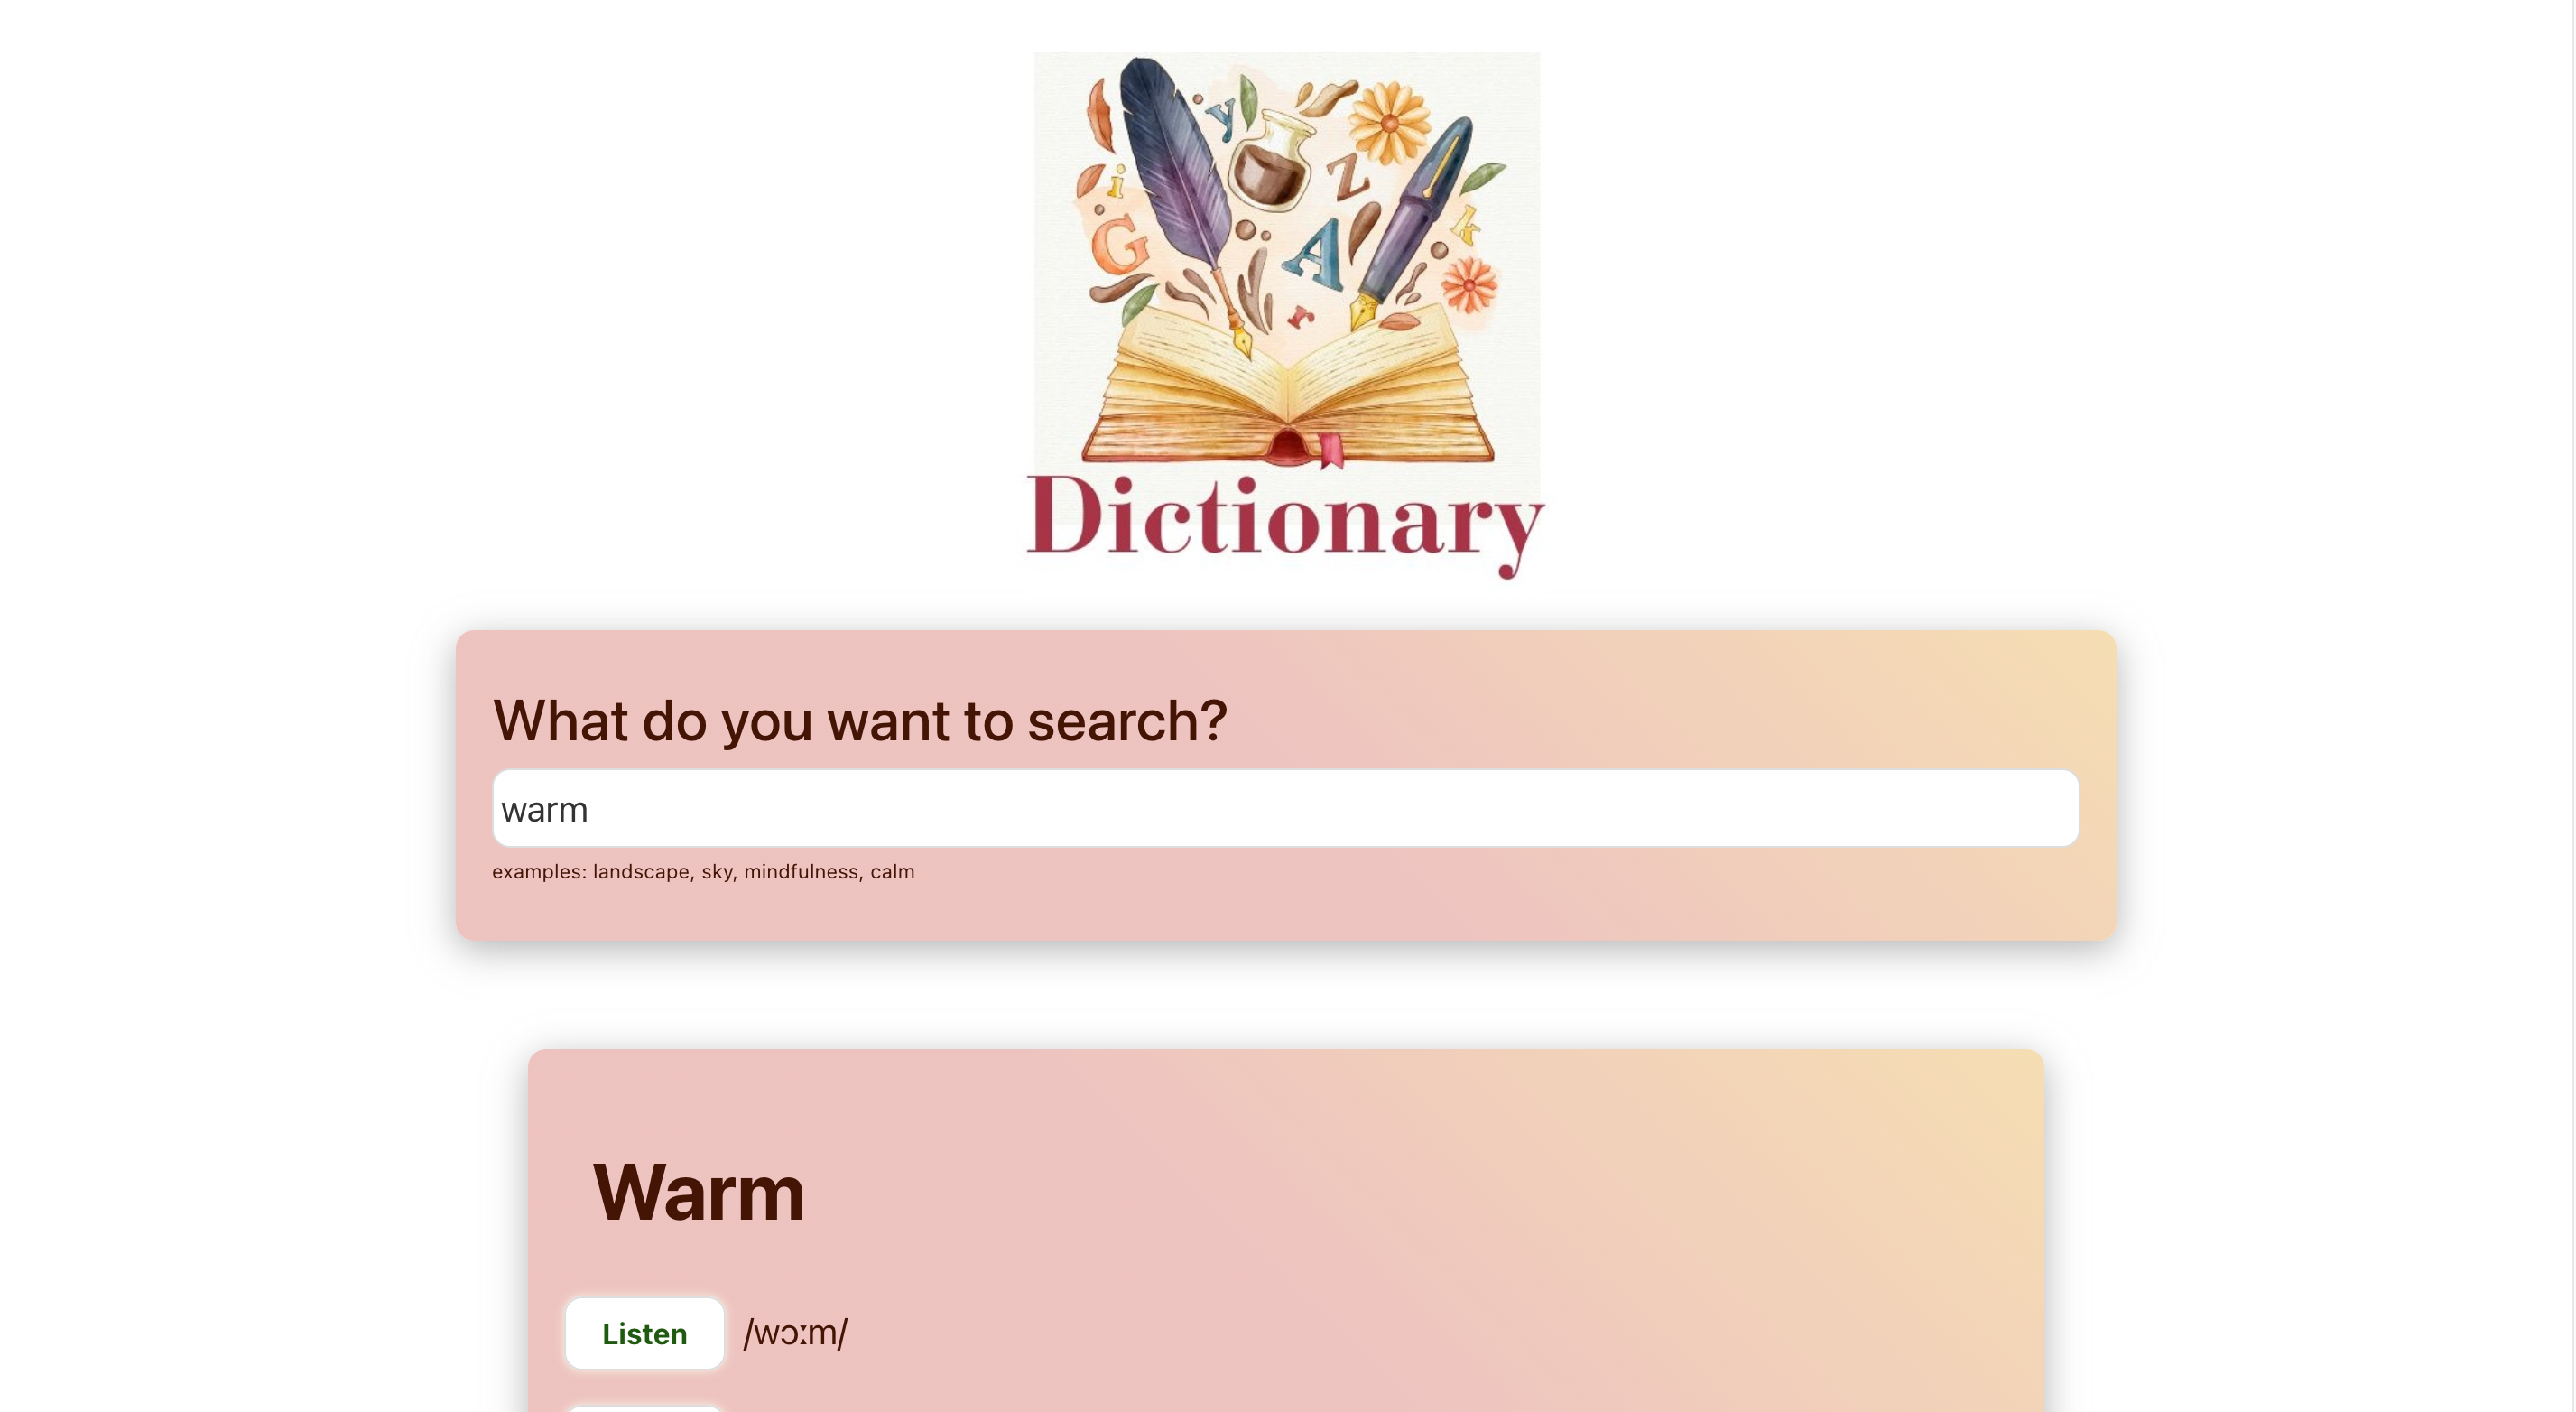 y
i
Z
k
G
A
r
Dictionary
What do you want to search?
warm
examples: landscape, sky, mindfulness, calm
Warm
Listen /wɔːm/